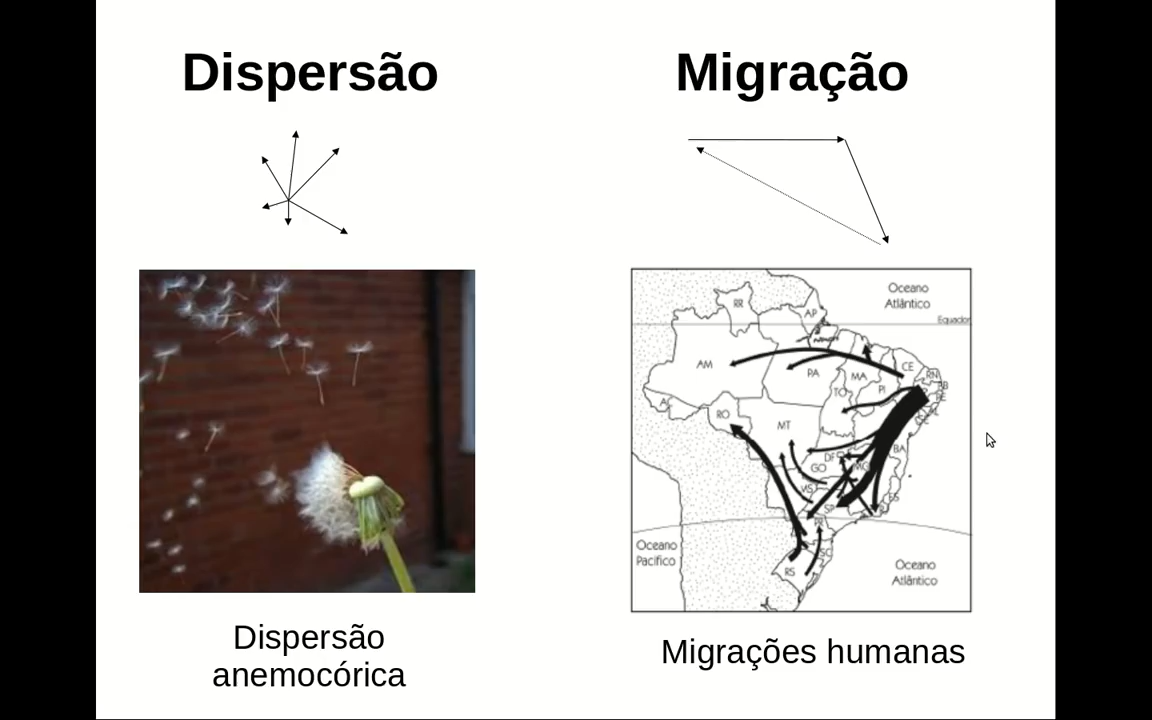 Dispersão
Migração
Oceano
Atlântico
Equador
RR
AP
AM
PA
MA
CE
RN
PB
PE
AL
TO
PI
AC
RO
MT
BA
DF
GO
MG
MS
ES
SP
PR
SC
RS
Oceano
Pacífico
Oceano
Atlântico
Dispersão
anemocórica
Migrações humanas